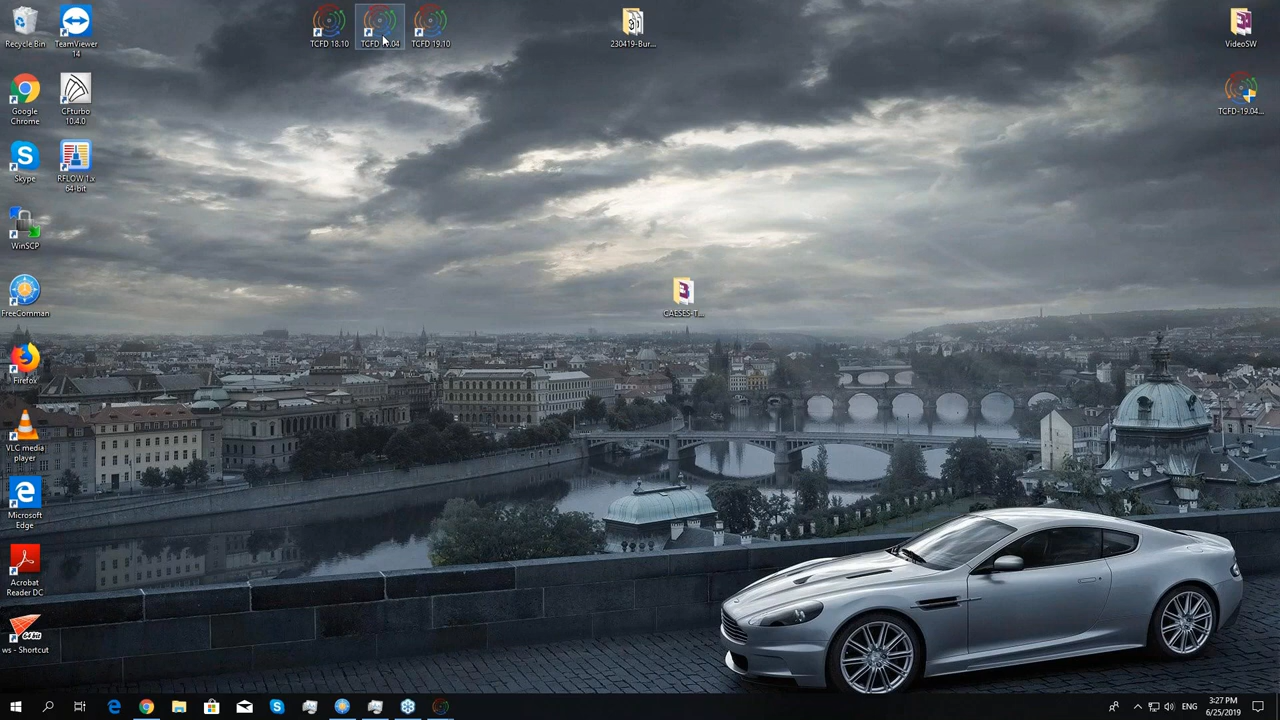 Recycle Bin
TeamViewer
14
TCFD 18.10
TCFD 19.04
TCFD 19.10
230419-Bur...
VideoSW
Google
Chrome
CFturbo
10.4.0
TCFD-19.04...
Skype
RFLOW 1.x
64-bit
WinSCP
FreeComman...
CAESES-T...
Firefox
VLC media
player
Microsoft
Edge
Acrobat
Reader DC
64bit
ws - Shortcut
ENG
3:27 PM
6/25/2019